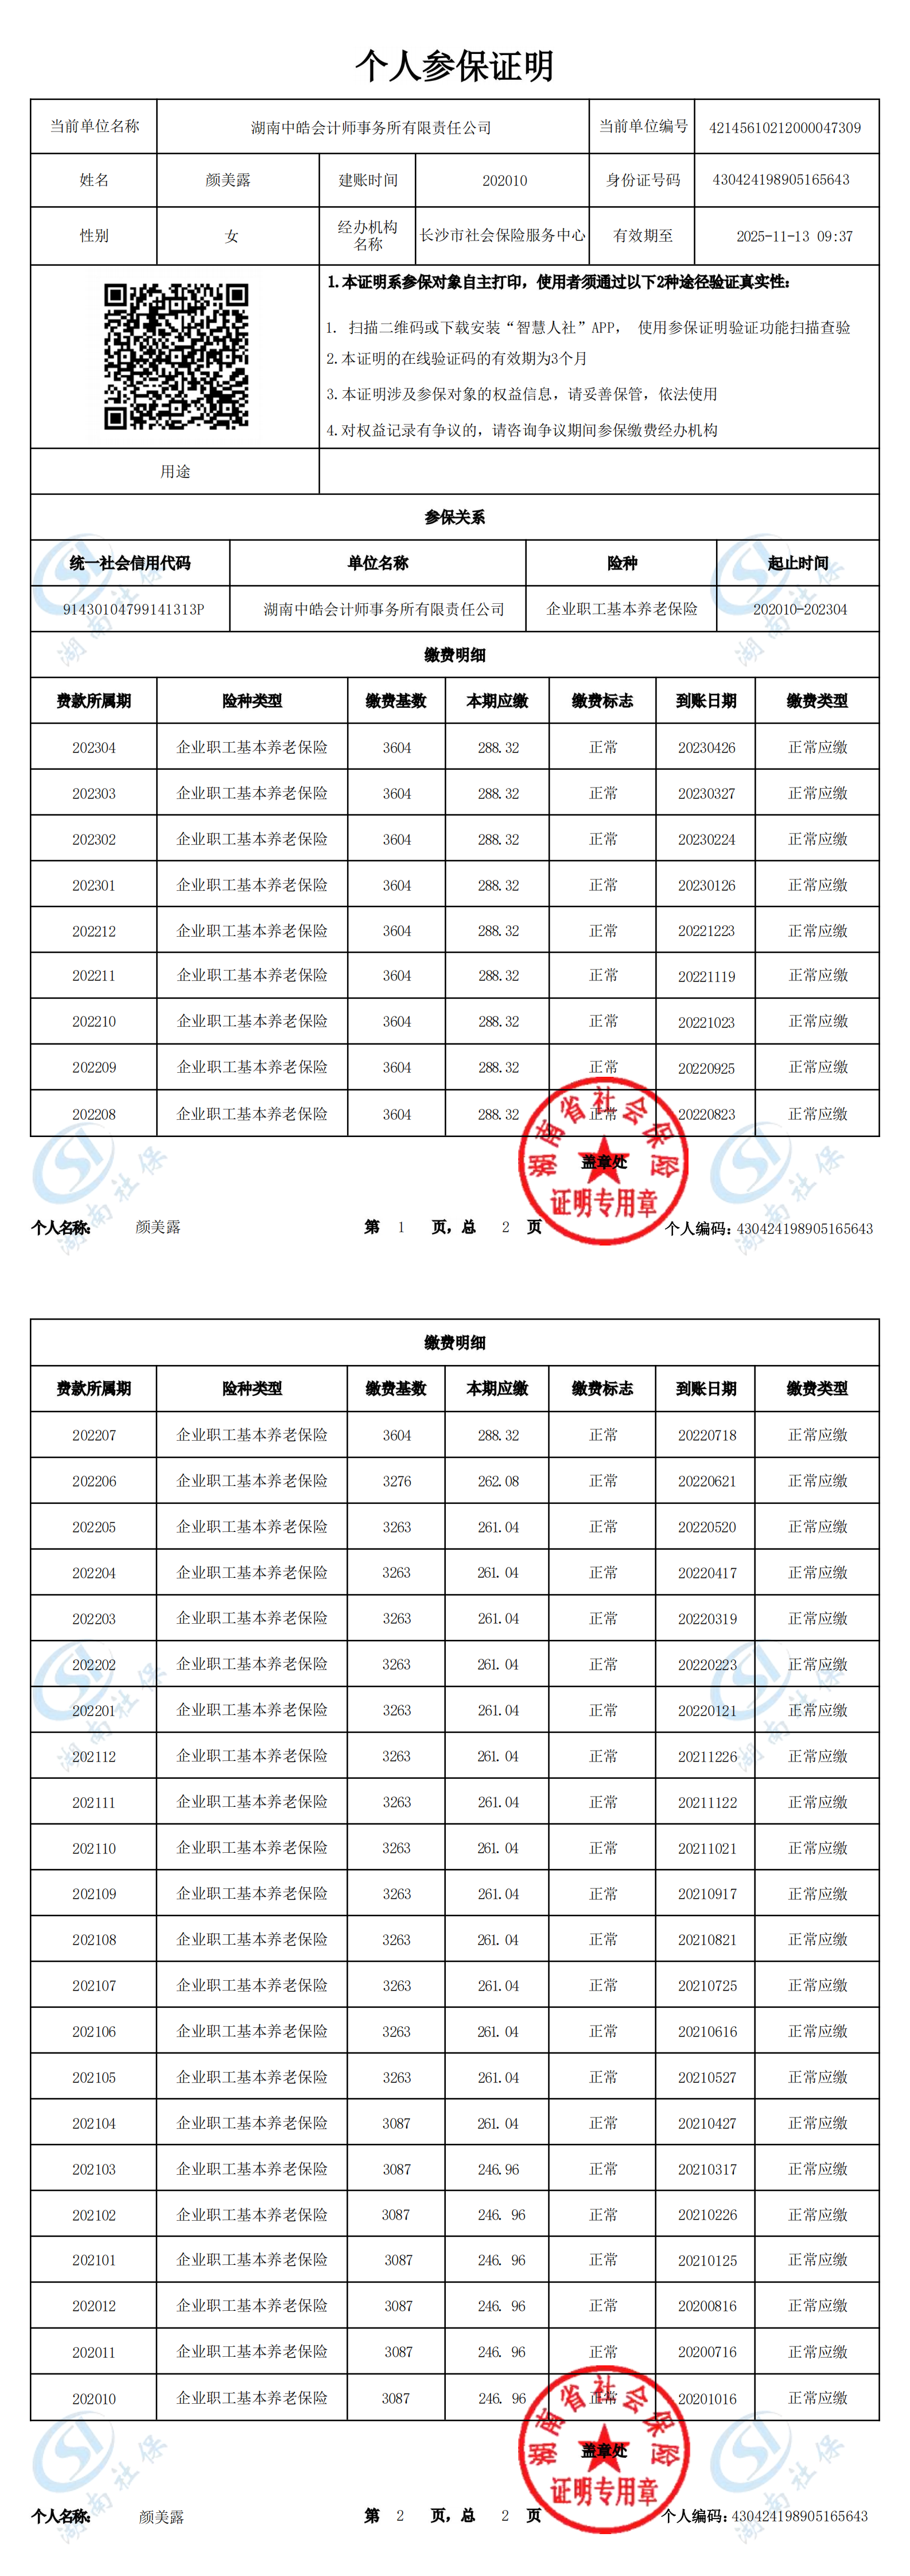 个人参保证明
当前单位名称 湖南中皓会计师事务所有限责任公司 当前单位编号 42145610212000047309
姓名 颜美露 建账时间 202010 身份证号码 430424198905165643
性别 女 经办机构名称 长沙市社会保险服务中心 有效期至 2025-11-13 09:37
1.本证明系参保对象自主打印，使用者须通过以下2种途径验证真实性：
1. 扫描二维码或下载安装“智慧人社”APP， 使用参保证明验证功能扫描查验
2.本证明的在线验证码的有效期为3个月
3.本证明涉及参保对象的权益信息，请妥善保管，依法使用
4.对权益记录有争议的，请咨询争议期间参保缴费经办机构
用途
参保关系
统一社会信用代码 单位名称 险种 起止时间
91430104799141313P 湖南中皓会计师事务所有限责任公司 企业职工基本养老保险 202010-202304
缴费明细
费款所属期 险种类型 缴费基数 本期应缴 缴费标志 到账日期 缴费类型
202304 企业职工基本养老保险 3604 288.32 正常 20230426 正常应缴
202303 企业职工基本养老保险 3604 288.32 正常 20230327 正常应缴
202302 企业职工基本养老保险 3604 288.32 正常 20230224 正常应缴
202301 企业职工基本养老保险 3604 288.32 正常 20230126 正常应缴
202212 企业职工基本养老保险 3604 288.32 正常 20221223 正常应缴
202211 企业职工基本养老保险 3604 288.32 正常 20221119 正常应缴
202210 企业职工基本养老保险 3604 288.32 正常 20221023 正常应缴
202209 企业职工基本养老保险 3604 288.32 正常 20220925 正常应缴
202208 企业职工基本养老保险 3604 288.32 正常 20220823 正常应缴
湖南省社会保险
盖章处
证明专用章
个人名称： 颜美露 第 1 页，总 2 页 个人编码：430424198905165643
湖南社保
缴费明细
费款所属期 险种类型 缴费基数 本期应缴 缴费标志 到账日期 缴费类型
202207 企业职工基本养老保险 3604 288.32 正常 20220718 正常应缴
202206 企业职工基本养老保险 3276 262.08 正常 20220621 正常应缴
202205 企业职工基本养老保险 3263 261.04 正常 20220520 正常应缴
202204 企业职工基本养老保险 3263 261.04 正常 20220417 正常应缴
202203 企业职工基本养老保险 3263 261.04 正常 20220319 正常应缴
202202 企业职工基本养老保险 3263 261.04 正常 20220223 正常应缴
202201 企业职工基本养老保险 3263 261.04 正常 20220121 正常应缴
202112 企业职工基本养老保险 3263 261.04 正常 20211226 正常应缴
202111 企业职工基本养老保险 3263 261.04 正常 20211122 正常应缴
202110 企业职工基本养老保险 3263 261.04 正常 20211021 正常应缴
202109 企业职工基本养老保险 3263 261.04 正常 20210917 正常应缴
202108 企业职工基本养老保险 3263 261.04 正常 20210821 正常应缴
202107 企业职工基本养老保险 3263 261.04 正常 20210725 正常应缴
202106 企业职工基本养老保险 3263 261.04 正常 20210616 正常应缴
202105 企业职工基本养老保险 3263 261.04 正常 20210527 正常应缴
202104 企业职工基本养老保险 3087 261.04 正常 20210427 正常应缴
202103 企业职工基本养老保险 3087 246.96 正常 20210317 正常应缴
202102 企业职工基本养老保险 3087 246.96 正常 20210226 正常应缴
202101 企业职工基本养老保险 3087 246.96 正常 20210125 正常应缴
202012 企业职工基本养老保险 3087 246.96 正常 20200816 正常应缴
202011 企业职工基本养老保险 3087 246.96 正常 20200716 正常应缴
202010 企业职工基本养老保险 3087 246.96 正常 20201016 正常应缴
湖南省社会保险
盖章处
证明专用章
个人名称： 颜美露 第 2 页，总 2 页 个人编码：430424198905165643
湖南社保